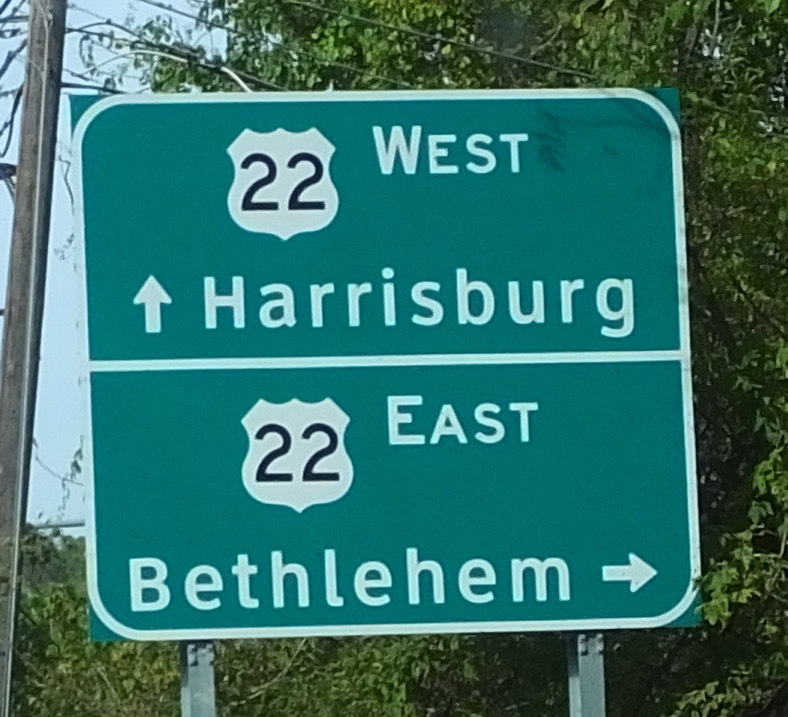 22 WEST
↑ Harrisburg
22 EAST
Bethlehem →